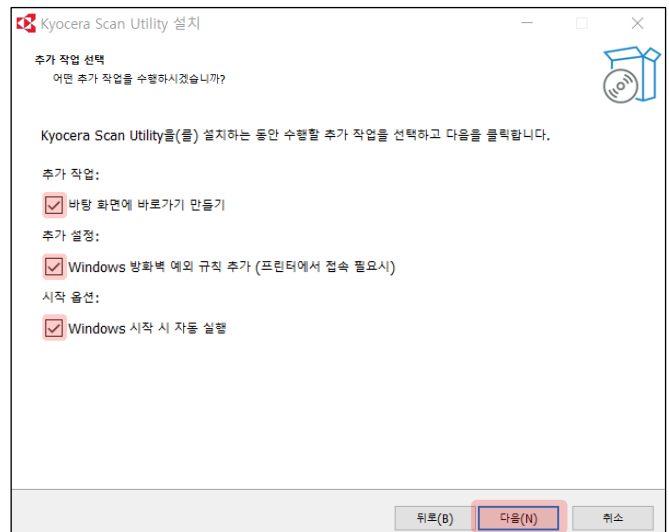 Kyocera Scan Utility 설치
추가 작업 선택
어떤 추가 작업을 수행하시겠습니까?
Kyocera Scan Utility을(를) 설치하는 동안 수행할 추가 작업을 선택하고 다음을 클릭합니다.
추가 작업:
바탕 화면에 바로가기 만들기
추가 설정:
Windows 방화벽 예외 규칙 추가 (프린터에서 접속 필요시)
시작 옵션:
Windows 시작 시 자동 실행
뒤로(B) 다음(N) 취소